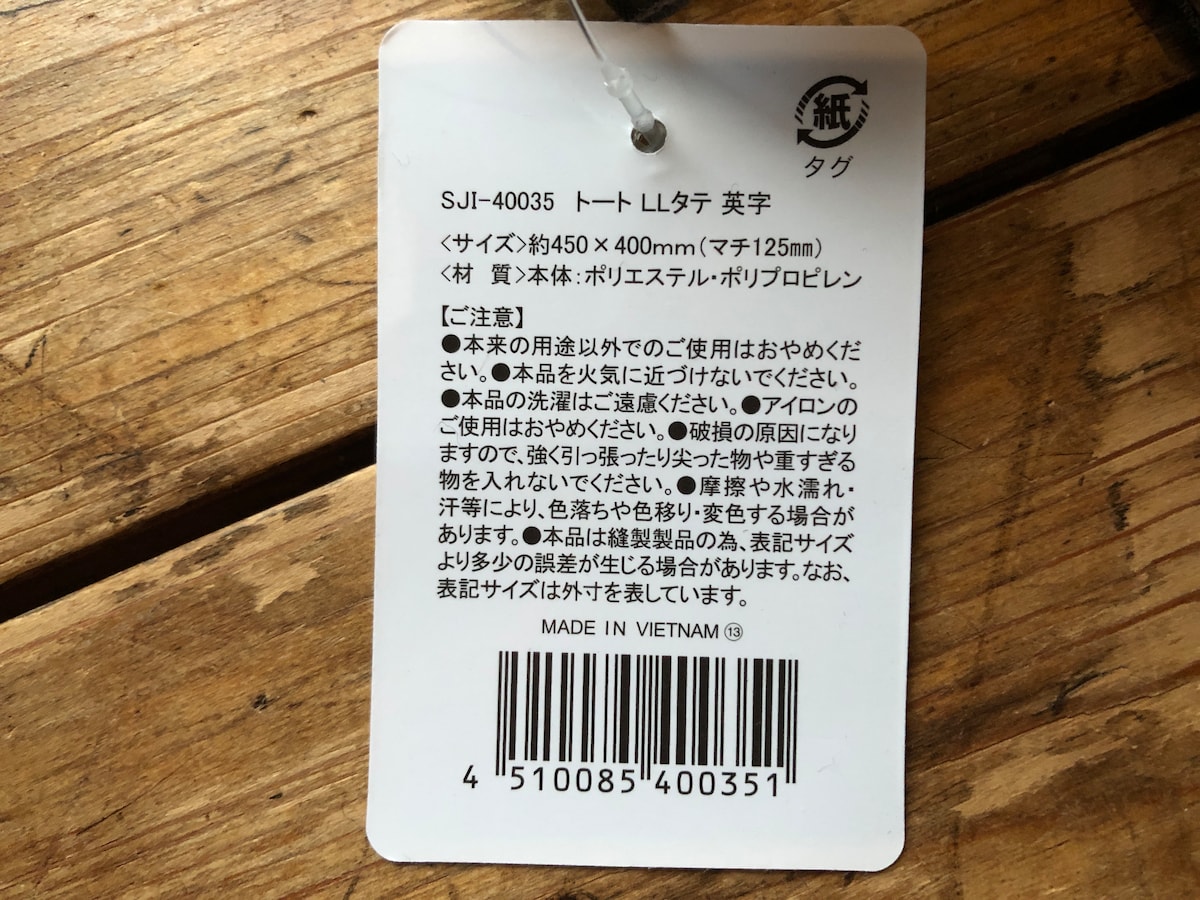 紙
タグ
SJI-40035 トート LLタテ 英字
<サイズ>約450×400mm(マチ125㎜)
<材 質>本体:ポリエステル・ポリプロピレン
【ご注意】
●本来の用途以外でのご使用はおやめくだ
さい。●本品を火気に近づけないでください。
●本品の洗濯はご遠慮ください。●アイロンの
ご使用はおやめください。●破損の原因になり
ますので、強く引っ張ったり尖った物や重すぎる
物を入れないでください。●摩擦や水濡れ・
汗等により、色落ちや色移り・変色する場合が
あります。●本品は縫製製品の為、表記サイズ
より多少の誤差が生じる場合があります。なお、
表記サイズは外寸を表しています。
MADE IN VIETNAM ⑬
4 510085 400351